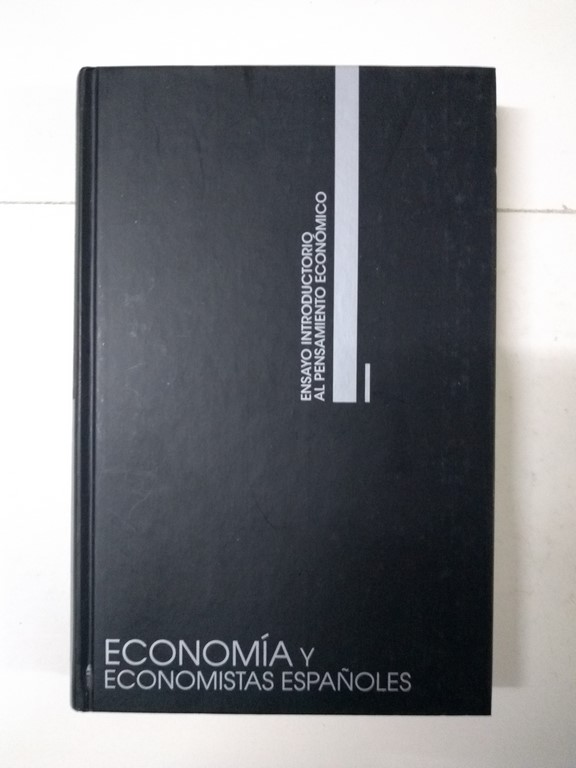 ENSAYO INTRODUCTORIO
AL PENSAMIENTO ECONÓMICO
I
ECONOMÍA Y
ECONOMISTAS ESPAÑOLES